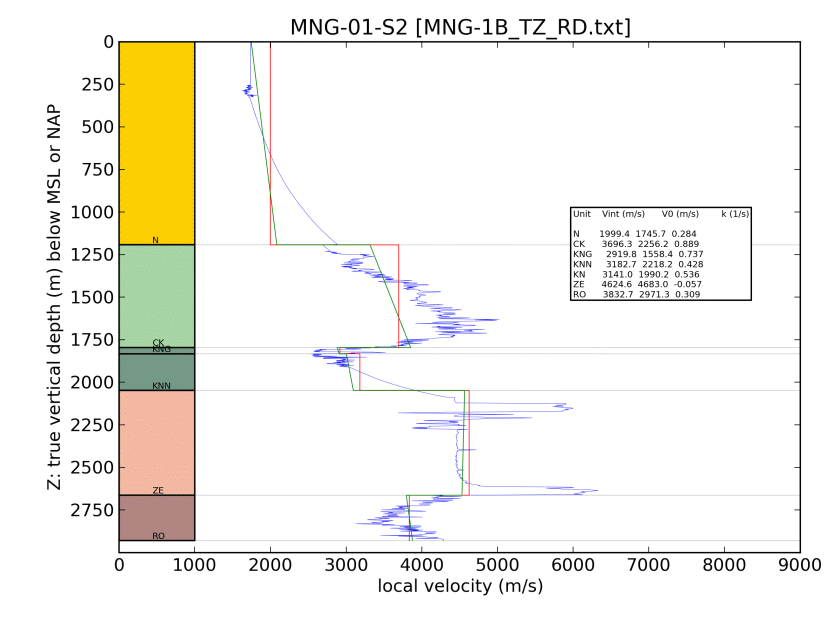 MNG-01-S2 [MNG-1B_TZ_RD.txt]
Z: true vertical depth (m) below MSL or NAP
0
250
500
750
1000
1250
1500
1750
2000
2250
2500
2750
N
CK
KNG
KNN
ZE
RO
Unit Vint (m/s) V0 (m/s) k (1/s)
N 1999.4 1745.7 0.284
CK 3696.3 2256.2 0.889
KNG 2919.8 1558.4 0.737
KNN 3182.7 2218.2 0.428
KN 3141.0 1990.2 0.536
ZE 4624.6 4683.0 -0.057
RO 3832.7 2971.3 0.309
0 1000 2000 3000 4000 5000 6000 7000 8000 9000
local velocity (m/s)